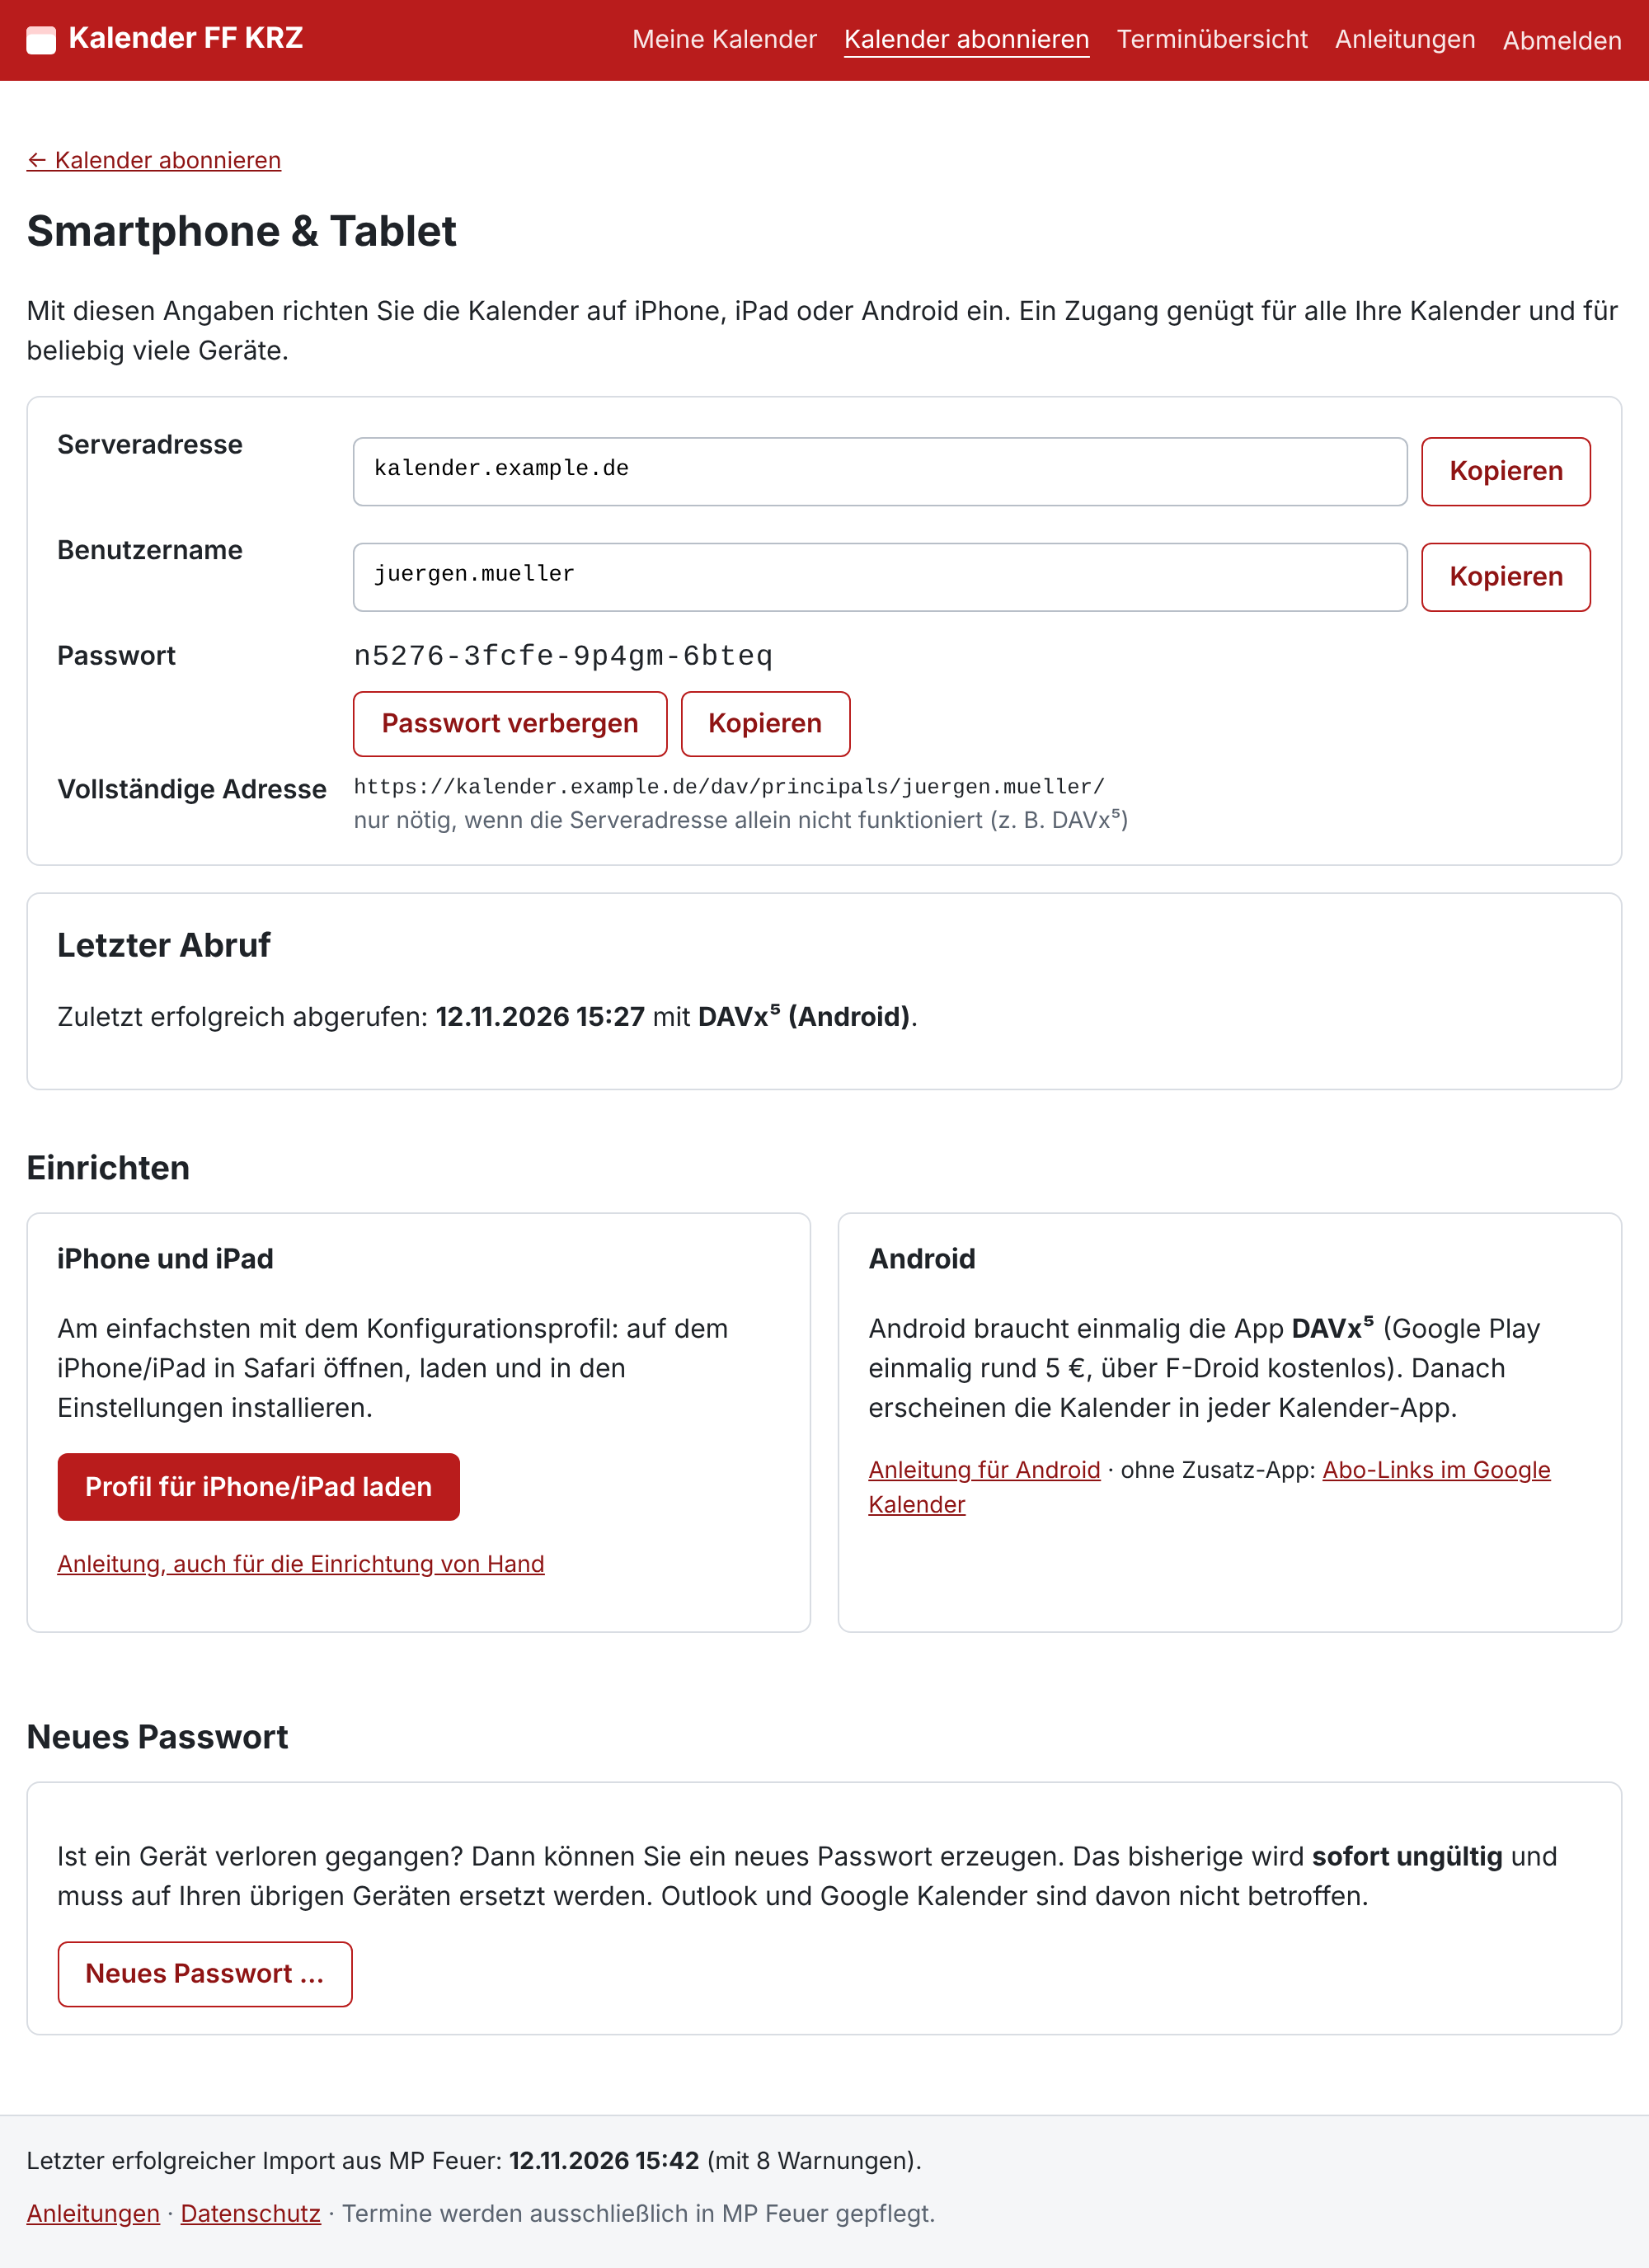 Kalender FF KRZ
Meine Kalender
Kalender abonnieren
Terminübersicht
Anleitungen
Abmelden
← Kalender abonnieren
Smartphone & Tablet
Mit diesen Angaben richten Sie die Kalender auf iPhone, iPad oder Android ein. Ein Zugang genügt für alle Ihre Kalender und für
beliebig viele Geräte.
Serveradresse
kalender.example.de
Kopieren
Benutzername
juergen.mueller
Kopieren
Passwort
n5276-3fcfe-9p4gm-6bteq
Passwort verbergen
Kopieren
Vollständige Adresse
https://kalender.example.de/dav/principals/juergen.mueller/
nur nötig, wenn die Serveradresse allein nicht funktioniert (z. B. DAVx⁵)
Letzter Abruf
Zuletzt erfolgreich abgerufen: 12.11.2026 15:27 mit DAVx⁵ (Android).
Einrichten
iPhone und iPad
Am einfachsten mit dem Konfigurationsprofil: auf dem
iPhone/iPad in Safari öffnen, laden und in den
Einstellungen installieren.
Profil für iPhone/iPad laden
Anleitung, auch für die Einrichtung von Hand
Android
Android braucht einmalig die App DAVx⁵ (Google Play
einmalig rund 5 €, über F-Droid kostenlos). Danach
erscheinen die Kalender in jeder Kalender-App.
Anleitung für Android · ohne Zusatz-App: Abo-Links im Google
Kalender
Neues Passwort
Ist ein Gerät verloren gegangen? Dann können Sie ein neues Passwort erzeugen. Das bisherige wird sofort ungültig und
muss auf Ihren übrigen Geräten ersetzt werden. Outlook und Google Kalender sind davon nicht betroffen.
Neues Passwort …
Letzter erfolgreicher Import aus MP Feuer: 12.11.2026 15:42 (mit 8 Warnungen).
Anleitungen · Datenschutz · Termine werden ausschließlich in MP Feuer gepflegt.